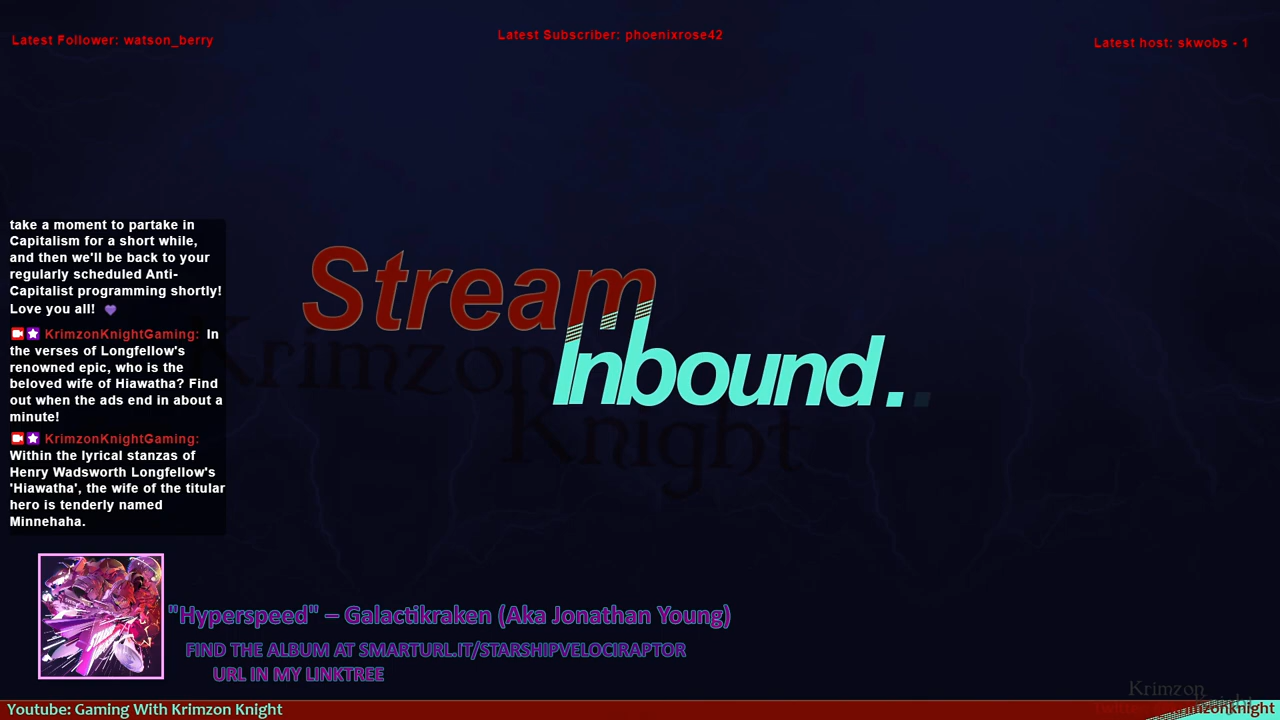 Latest Follower: watson_berry
Latest Subscriber: phoenixrose42
Latest host: skwobs - 1
take a moment to partake in
Capitalism for a short while,
and then we'll be back to your
regularly scheduled Anti-
Capitalist programming shortly!
Love you all!
KrimzonKnightGaming: In
the verses of Longfellow's
renowned epic, who is the
beloved wife of Hiawatha? Find
out when the ads end in about a
minute!
KrimzonKnightGaming:
Within the lyrical stanzas of
Henry Wadsworth Longfellow's
'Hiawatha', the wife of the titular
hero is tenderly named
Minnehaha.
Stream
Inbound..
Krimzon
Knight
"Hyperspeed" – Galactikraken (Aka Jonathan Young)
FIND THE ALBUM AT SMARTURL.IT/STARSHIPVELOCIRAPTOR
URL IN MY LINKTREE
Krimzon
Knight
Youtube: Gaming With Krimzon Knight